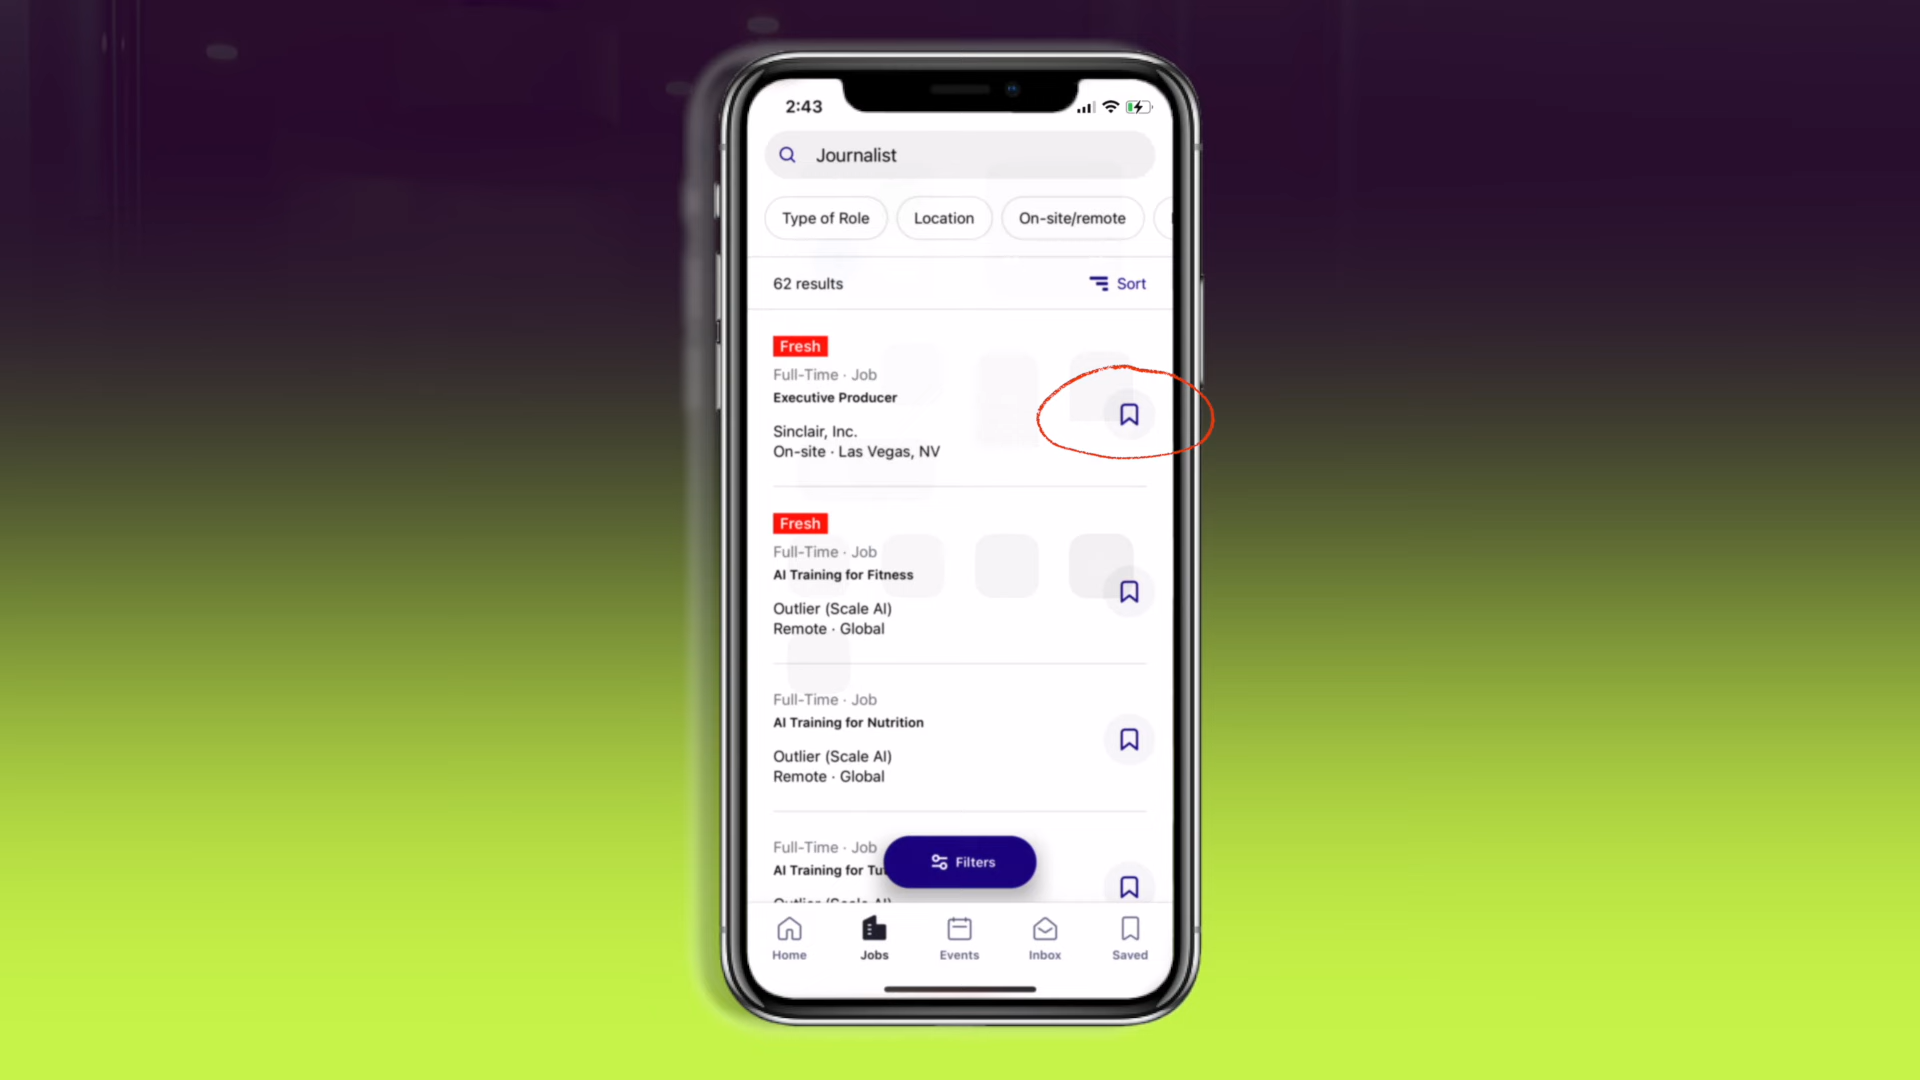 2:43
Journalist
Type of Role
Location
On-site/remote
62 results
Sort
Fresh
Full-Time · Job
Executive Producer
Sinclair, Inc.
On-site · Las Vegas, NV
Fresh
Full-Time · Job
AI Training for Fitness
Outlier (Scale AI)
Remote · Global
Full-Time · Job
AI Training for Nutrition
Outlier (Scale AI)
Remote · Global
Full-Time · Job
AI Training for
Filters
Home
Jobs
Events
Inbox
Saved